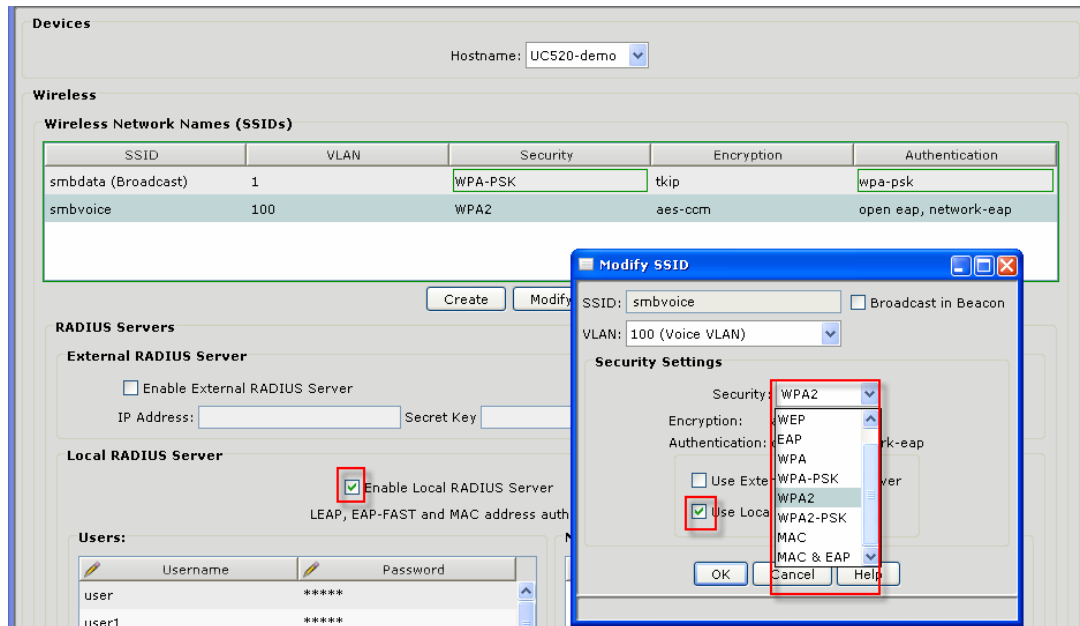 Devices
Hostname: UC520-demo
Wireless
Wireless Network Names (SSIDs)
SSID VLAN Security Encryption Authentication
smbdata (Broadcast) 1 WPA-PSK tkip wpa-psk
smbvoice 100 WPA2 aes-ccm open eap, network-eap
Create Modify
RADIUS Servers
External RADIUS Server
Enable External RADIUS Server
IP Address: Secret Key
Local RADIUS Server
Enable Local RADIUS Server
LEAP, EAP-FAST and MAC address auth
Users:
Username Password
user *****
user1 *****
Modify SSID
SSID: smbvoice Broadcast in Beacon
VLAN: 100 (Voice VLAN)
Security Settings
Security: WPA2
Encryption:
Authentication: rk-eap
Use Exte ver
Use Loca
WEP
EAP
WPA
WPA-PSK
WPA2
WPA2-PSK
MAC
MAC & EAP
OK Cancel Help